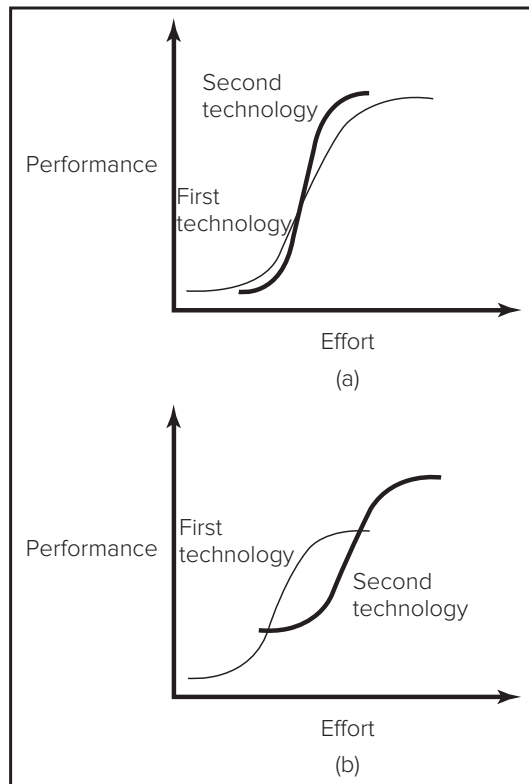 Second
technology
Performance
First
technology
Effort
(a)
First
technology
Performance
Second
technology
Effort
(b)